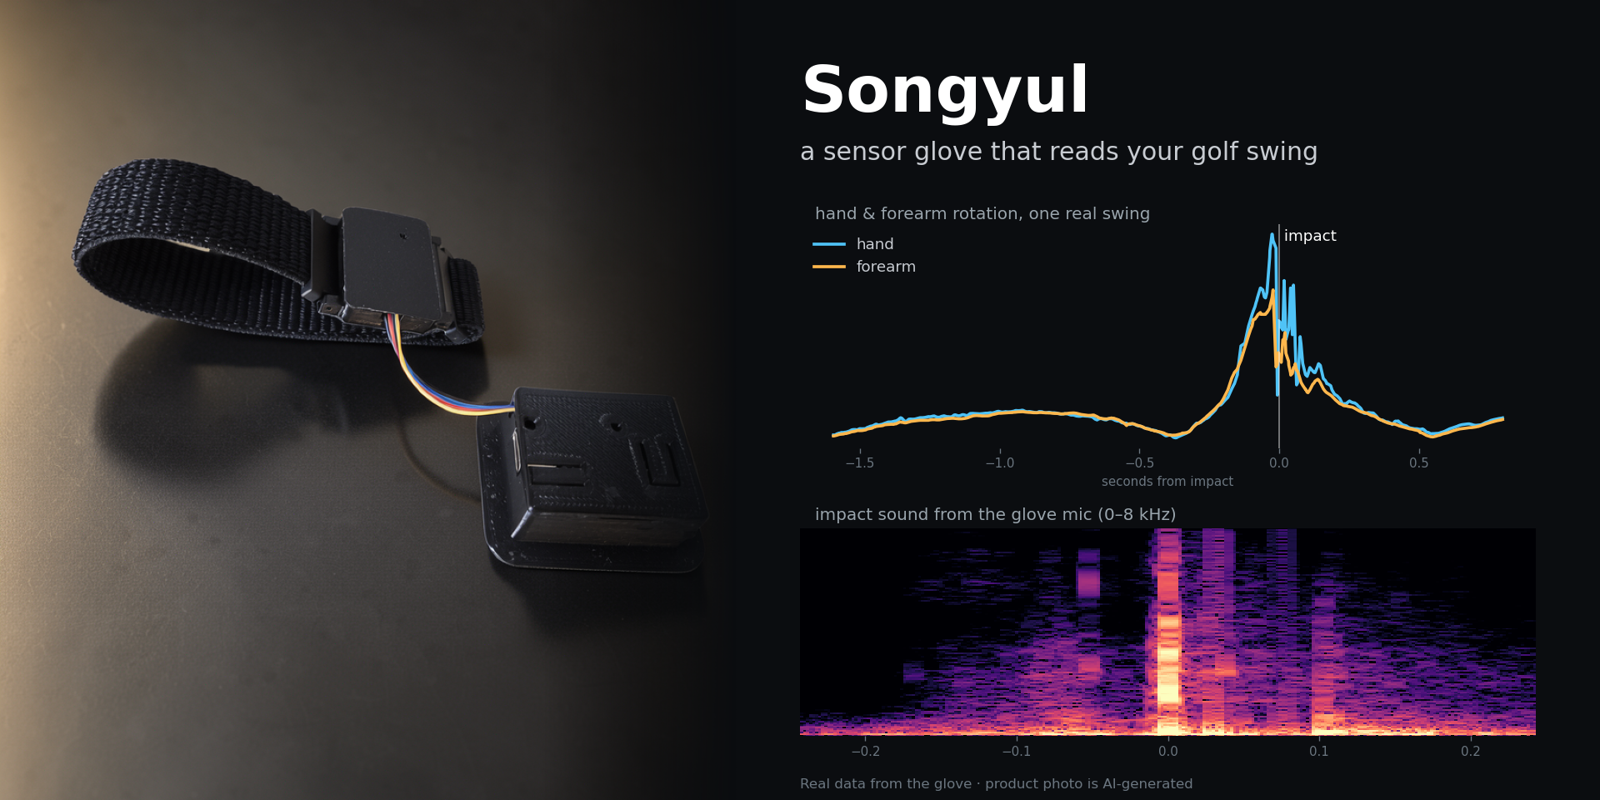 Songyul
a sensor glove that reads your golf swing
hand & forearm rotation, one real swing
hand
forearm
impact
−1.5 −1.0 −0.5 0.0 0.5
seconds from impact
impact sound from the glove mic (0–8 kHz)
−0.2 −0.1 0.0 0.1 0.2
Real data from the glove · product photo is AI-generated